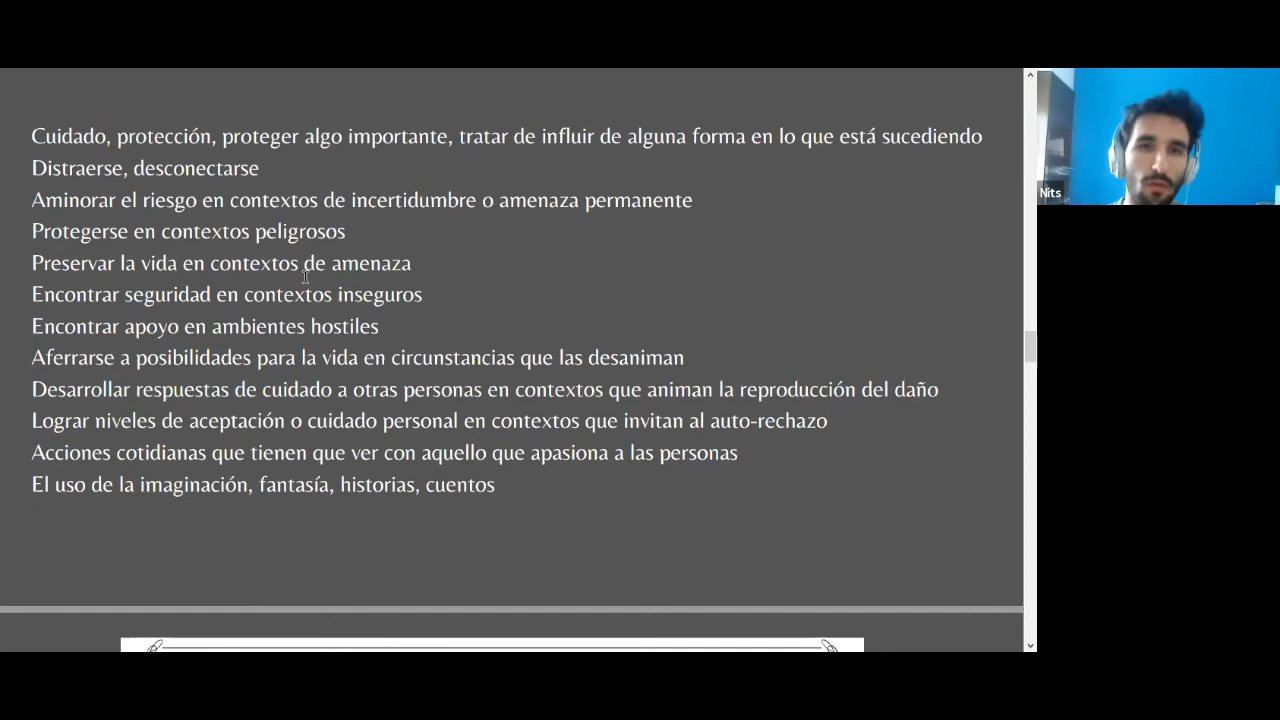 Cuidado, protección, proteger algo importante, tratar de influir de alguna forma en lo que está sucediendo
Distraerse, desconectarse
Aminorar el riesgo en contextos de incertidumbre o amenaza permanente
Protegerse en contextos peligrosos
Preservar la vida en contextos de amenaza
Encontrar seguridad en contextos inseguros
Encontrar apoyo en ambientes hostiles
Aferrarse a posibilidades para la vida en circunstancias que las desaniman
Desarrollar respuestas de cuidado a otras personas en contextos que animan la reproducción del daño
Lograr niveles de aceptación o cuidado personal en contextos que invitan al auto-rechazo
Acciones cotidianas que tienen que ver con aquello que apasiona a las personas
El uso de la imaginación, fantasía, historias, cuentos
Nits